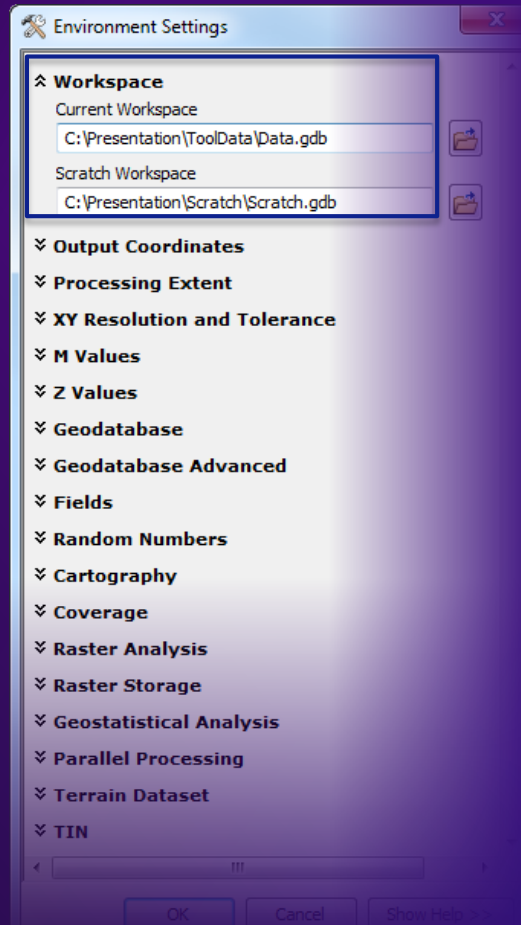 Environment Settings
Workspace
Current Workspace
C:\Presentation\ToolData\Data.gdb
Scratch Workspace
C:\Presentation\Scratch\Scratch.gdb
Output Coordinates
Processing Extent
XY Resolution and Tolerance
M Values
Z Values
Geodatabase
Geodatabase Advanced
Fields
Random Numbers
Cartography
Coverage
Raster Analysis
Raster Storage
Geostatistical Analysis
Parallel Processing
Terrain Dataset
TIN
OK Cancel Show Help >>